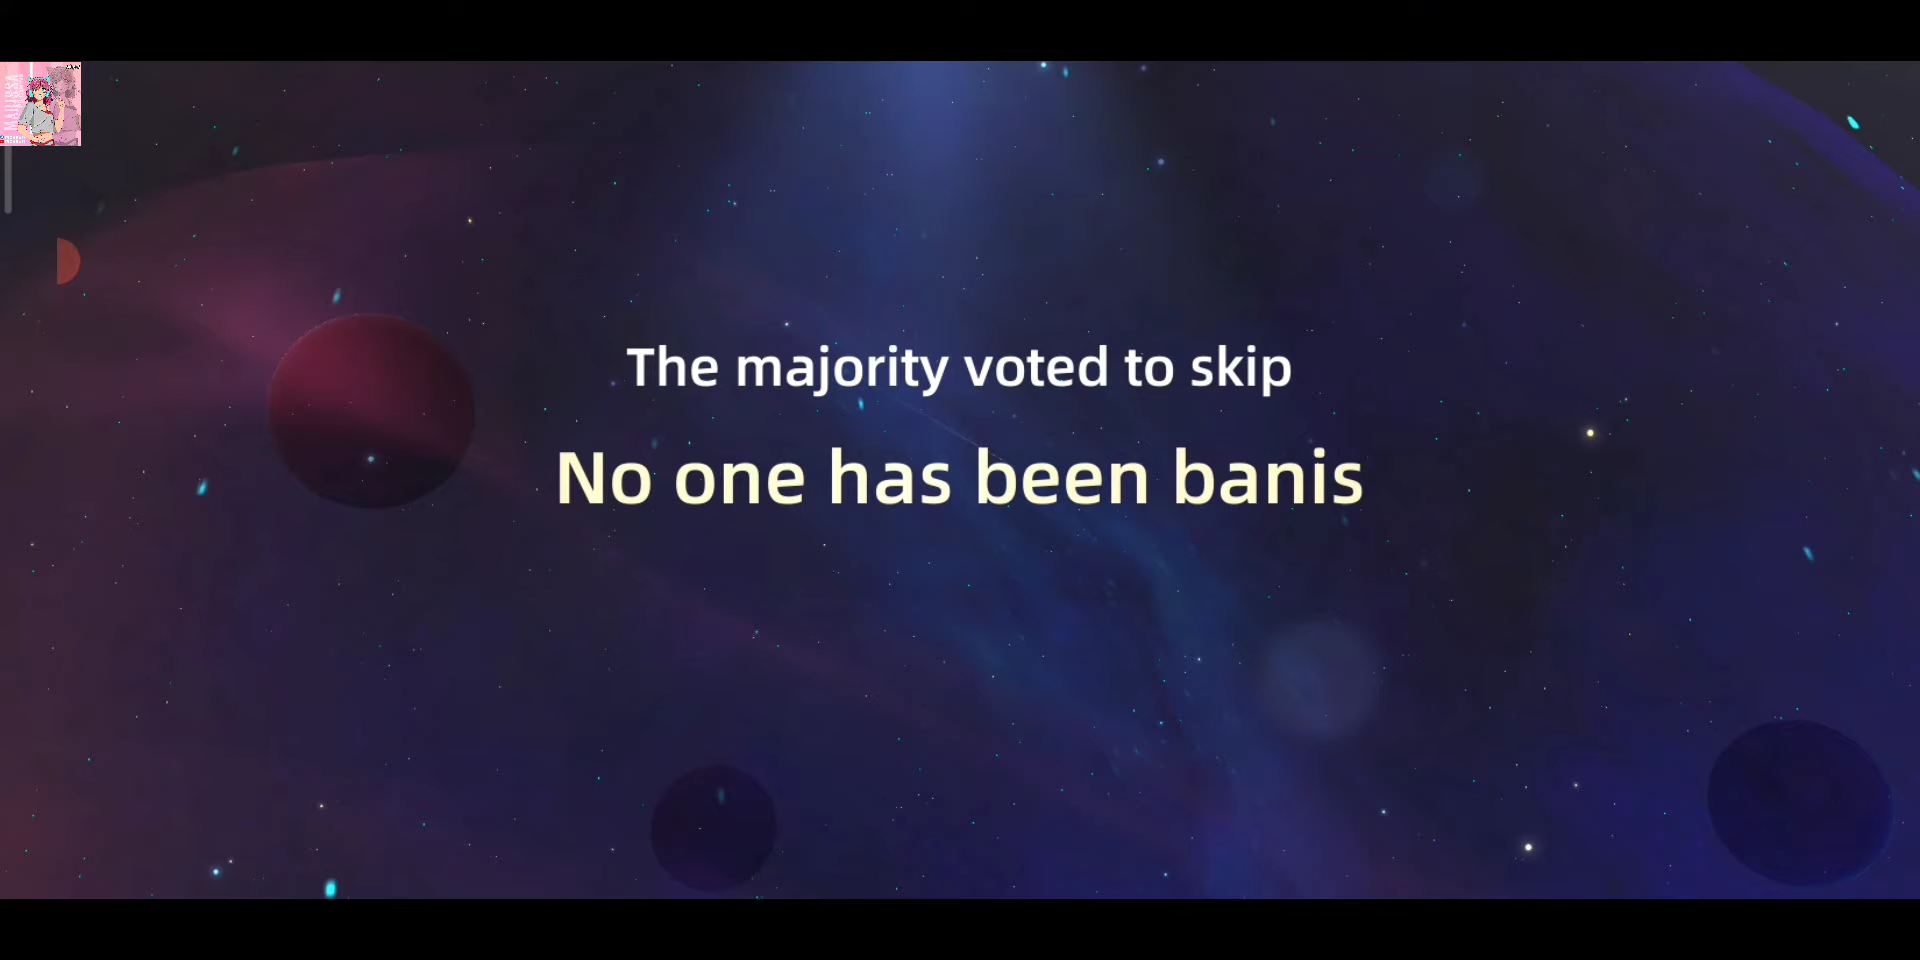 The majority voted to skip
No one has been banis